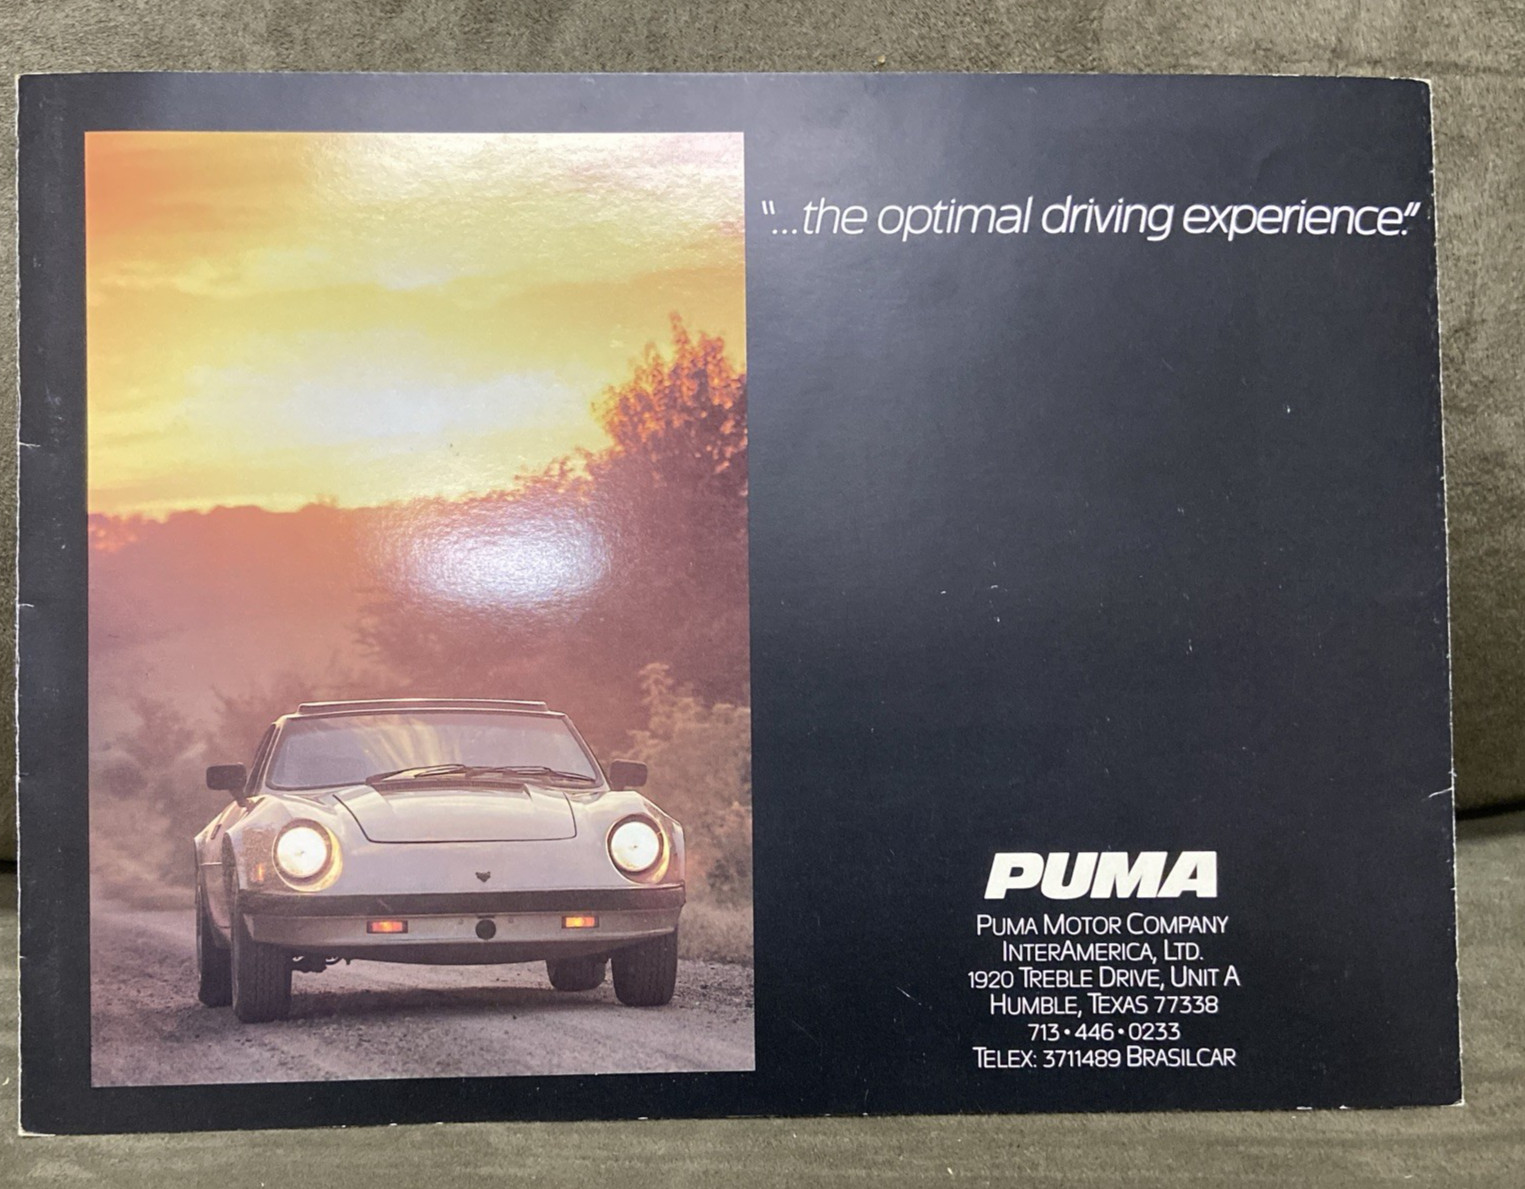 "...the optimal driving experience."
PUMA
PUMA MOTOR COMPANY
INTERAMERICA, LTD.
1920 TREBLE DRIVE, UNIT A
HUMBLE, TEXAS 77338
713•446•0233
TELEX: 3711489 BRASILCAR